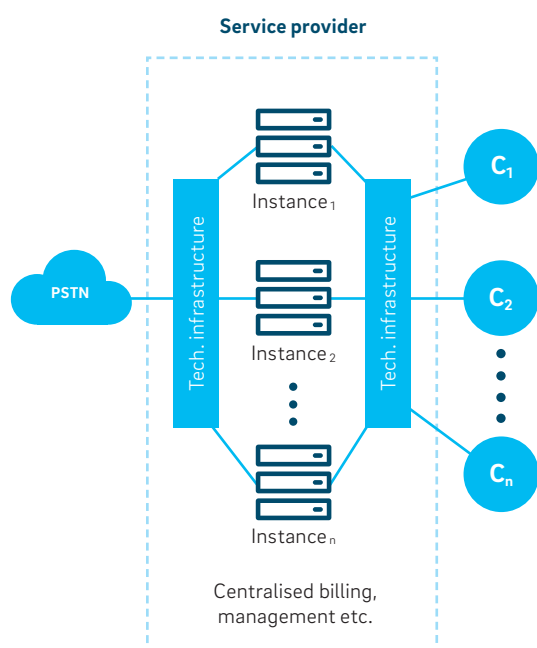 Service provider
Instance₁
C₁
Tech. infrastructure
Tech. infrastructure
PSTN
C₂
Instance₂
Cₙ
Instanceₙ
Centralised billing,
management etc.